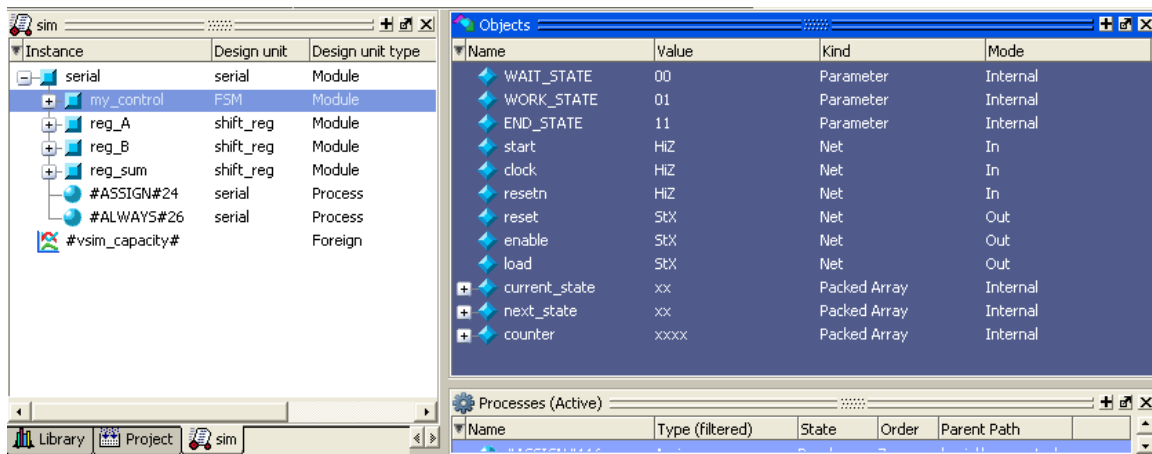 sim
Instance Design unit Design unit type
serial serial Module
my_control FSM Module
reg_A shift_reg Module
reg_B shift_reg Module
reg_sum shift_reg Module
#ASSIGN#24 serial Process
#ALWAYS#26 serial Process
#vsim_capacity# Foreign
Library Project sim
Objects
Name Value Kind Mode
WAIT_STATE 00 Parameter Internal
WORK_STATE 01 Parameter Internal
END_STATE 11 Parameter Internal
start HiZ Net In
clock HiZ Net In
resetn HiZ Net In
reset StX Net Out
enable StX Net Out
load StX Net Out
current_state xx Packed Array Internal
next_state xx Packed Array Internal
counter xxxx Packed Array Internal
Processes (Active)
Name Type (filtered) State Order Parent Path